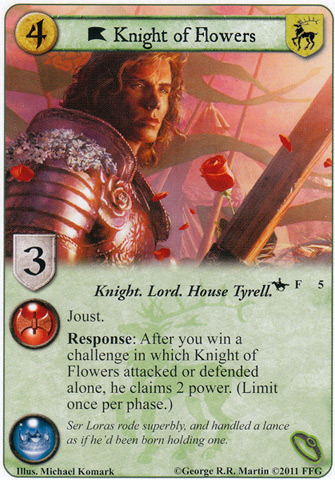 4
Knight of Flowers
3
Knight. Lord. House Tyrell.
F 5
Joust.
Response: After you win a
challenge in which Knight of
Flowers attacked or defended
alone, he claims 2 power. (Limit
once per phase.)
Ser Loras rode superbly, and handled a lance
as if he'd been born holding one.
Illus. Michael Komark
©George R.R. Martin ©2011 FFG